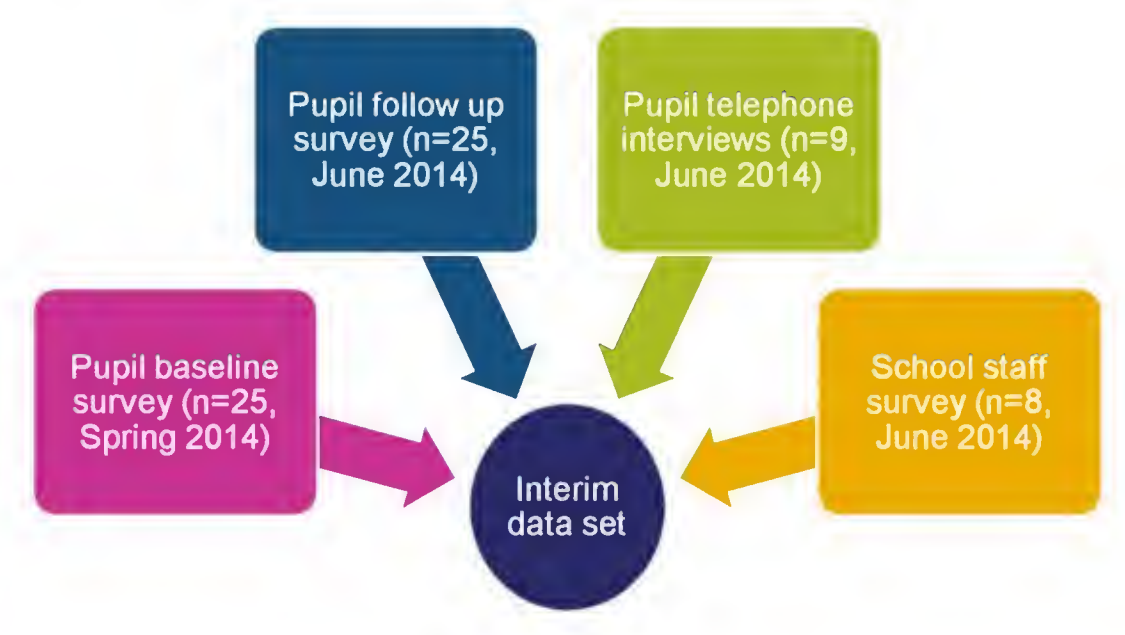 Pupil follow up
survey (n=25,
June 2014)
Pupil telephone
interviews (n=9,
June 2014)
Pupil baseline
survey (n=25,
Spring 2014)
School staff
survey (n=8,
June 2014)
Interim
data set